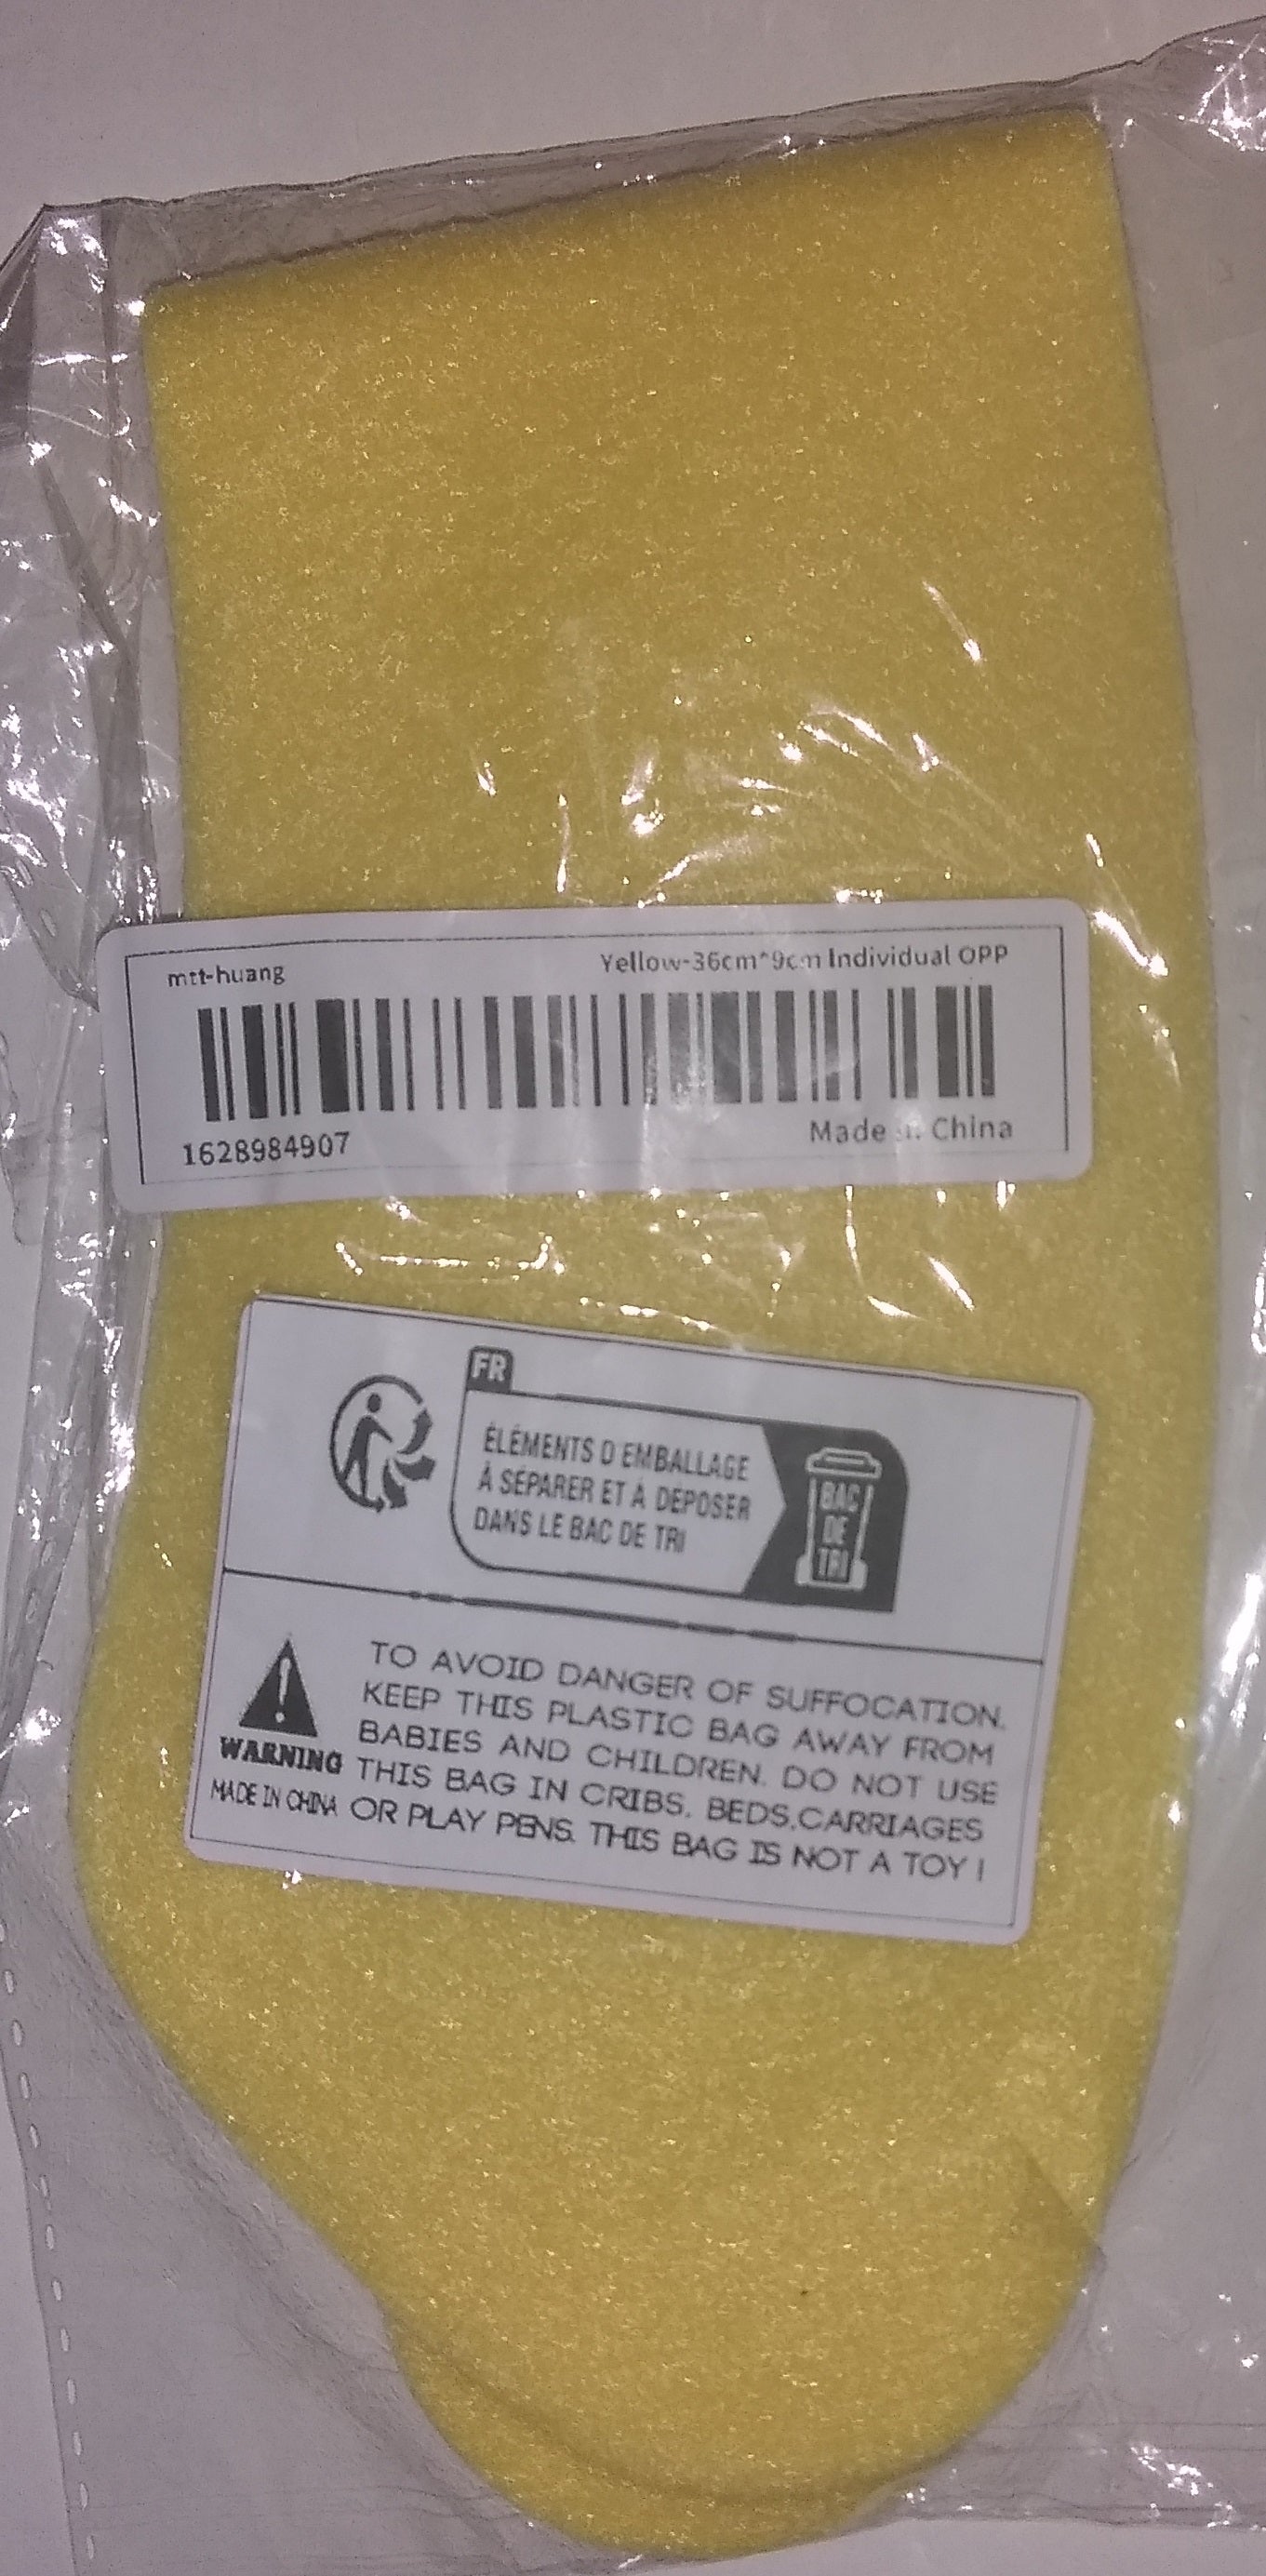 mtt-huang
Yellow-36cm*9cm Individual OPP
1628984907
Made in China
FR
ÉLÉMENTS D EMBALLAGE
À SÉPARER ET À DÉPOSER
DANS LE BAC DE TRI
BAC
DE
TRI
WARNING
MADE IN CHINA
TO AVOID DANGER OF SUFFOCATION.
KEEP THIS PLASTIC BAG AWAY FROM
BABIES AND CHILDREN. DO NOT USE
THIS BAG IN CRIBS. BEDS.CARRIAGES
OR PLAY PENS. THIS BAG IS NOT A TOY !